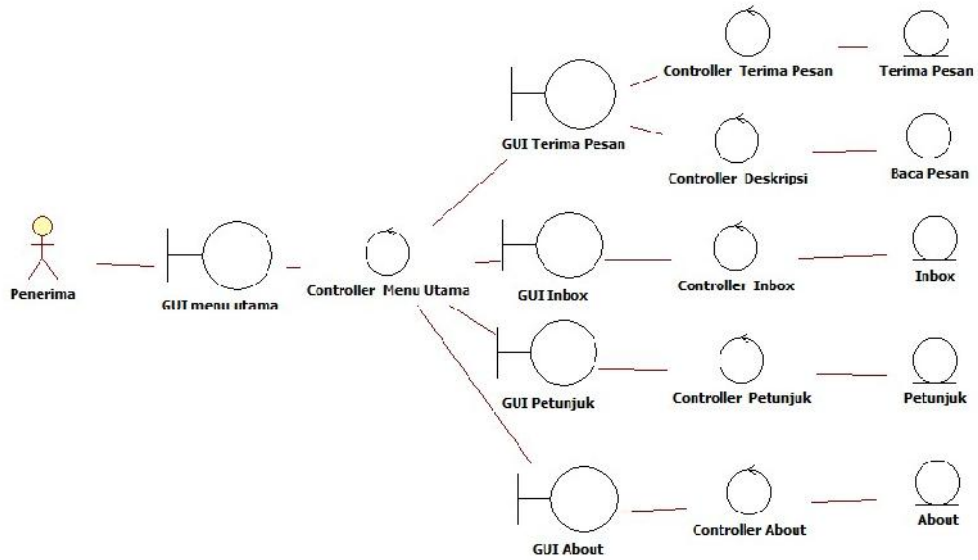 Controller Terima Pesan
Terima Pesan
GUI Terima Pesan
Controller Deskripsi
Baca Pesan
Penerima
GUI menu utama
Controller Menu Utama
GUI Inbox
Controller Inbox
Inbox
GUI Petunjuk
Controller Petunjuk
Petunjuk
GUI About
Controller About
About